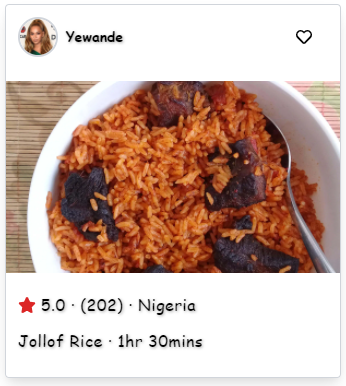 Yewande
5.0 · (202) · Nigeria
Jollof Rice · 1hr 30mins